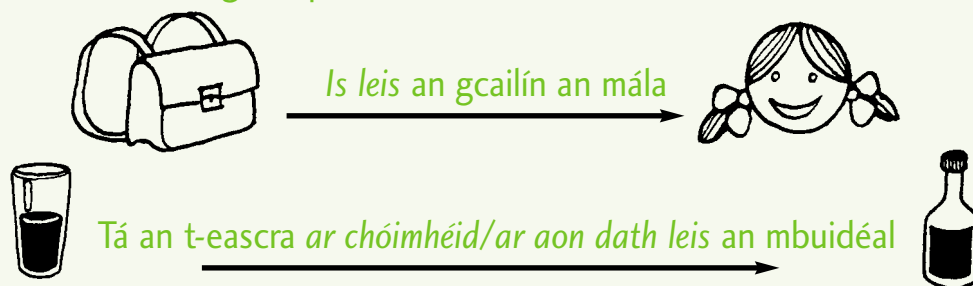 Is leis an gcailín an mála
Tá an t-eascra ar chóimhéid/ar aon dath leis an mbuidéal